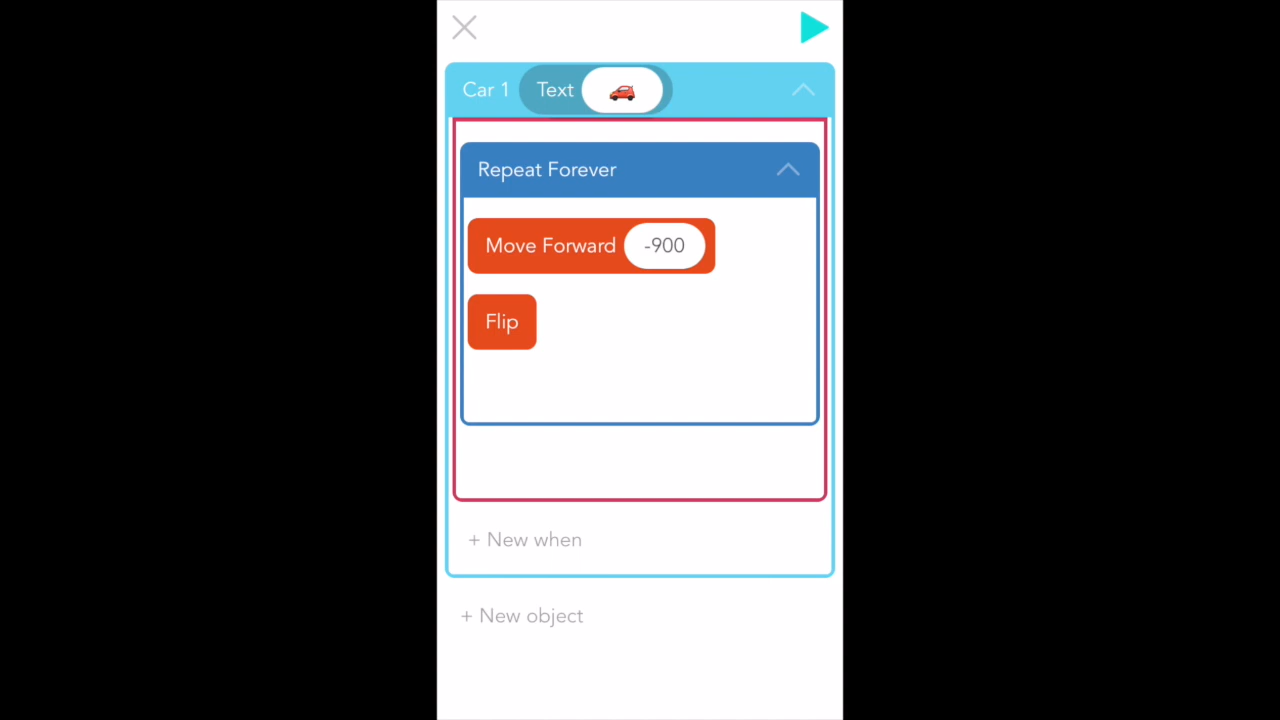 Car 1 Text
Repeat Forever
Move Forward -900
Flip
+ New when
+ New object